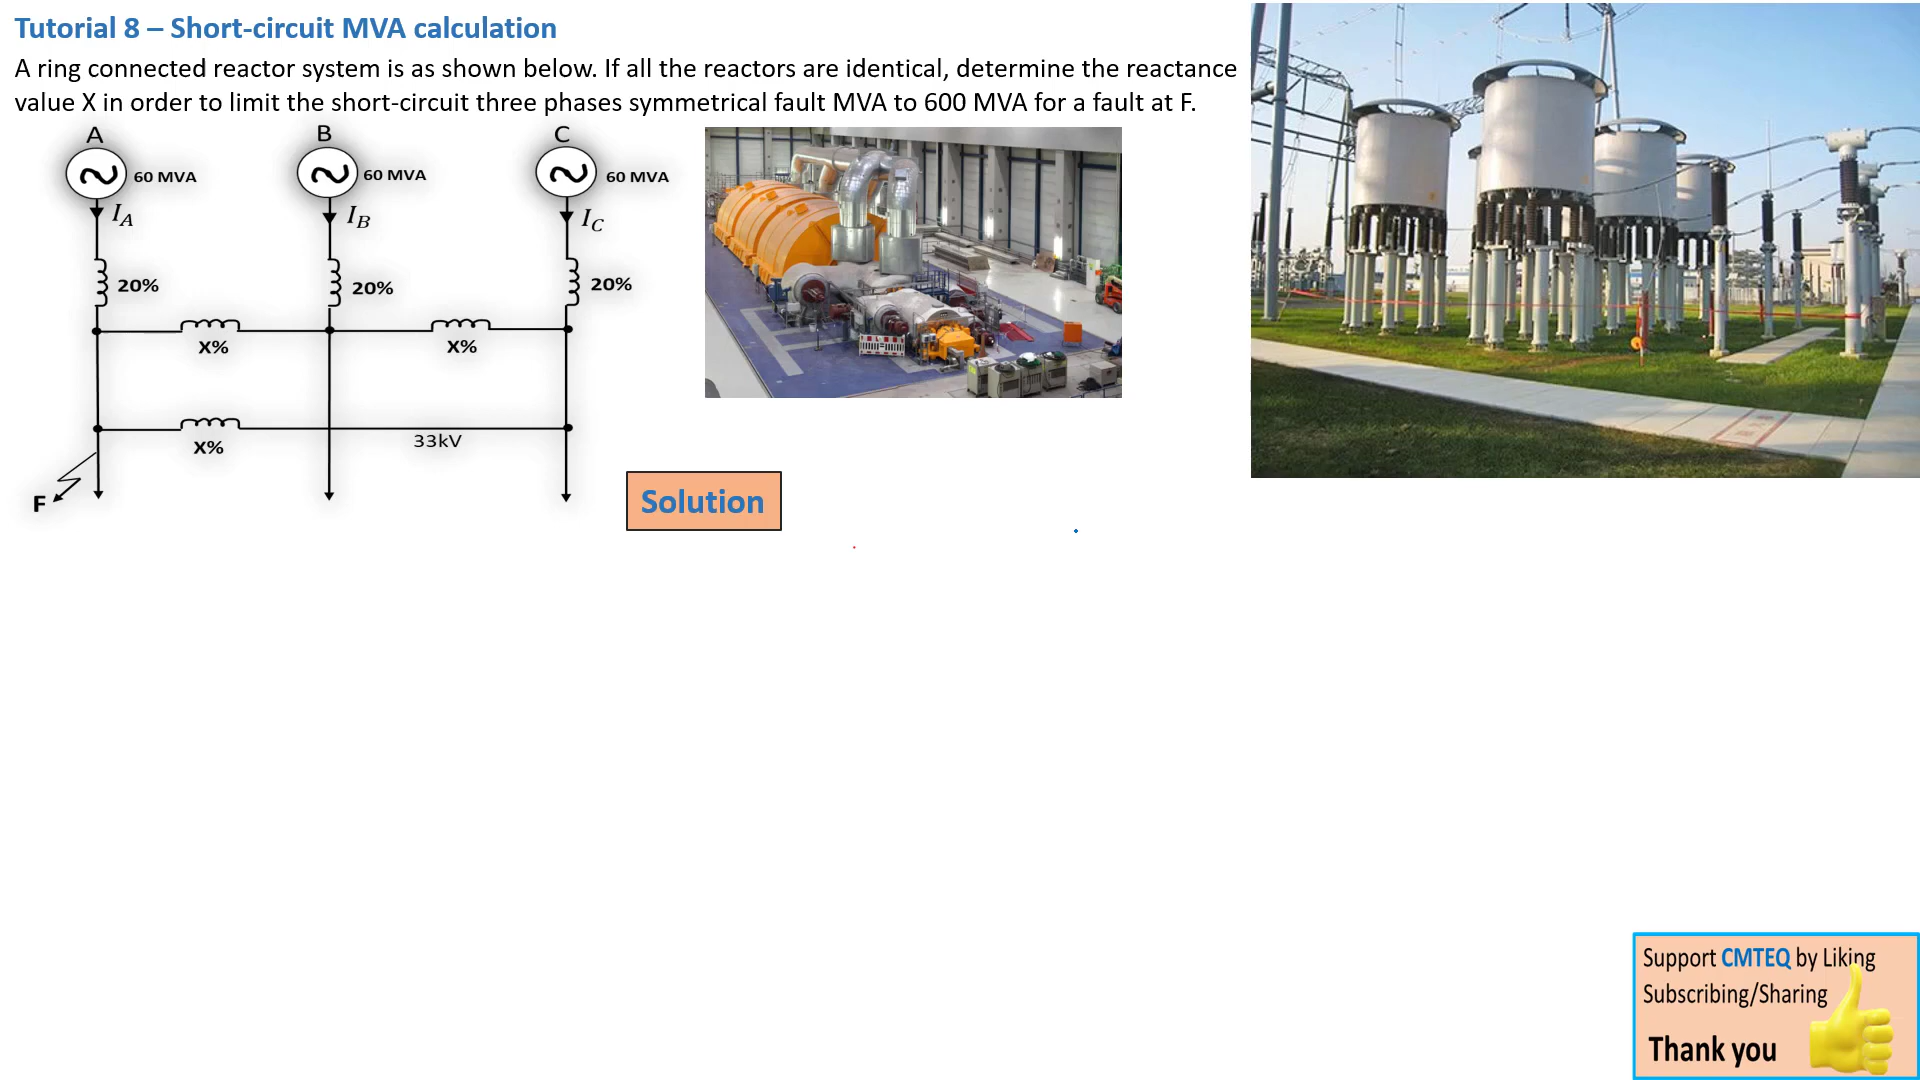 Tutorial 8 – Short-circuit MVA calculation
A ring connected reactor system is as shown below. If all the reactors are identical, determine the reactance
value X in order to limit the short-circuit three phases symmetrical fault MVA to 600 MVA for a fault at F.
A B C
60 MVA 60 MVA 60 MVA
I_A I_B I_C
20% 20% 20%
X% X%
33kV
X%
F
Solution
Support CMTEQ by Liking
Subscribing/Sharing
Thank you